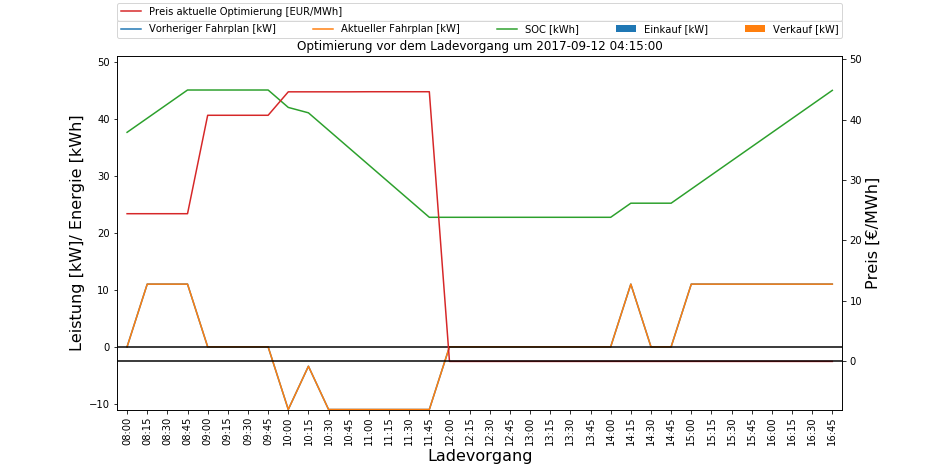 Preis aktuelle Optimierung [EUR/MWh]
Vorheriger Fahrplan [kW] Aktueller Fahrplan [kW] SOC [kWh] Einkauf [kW] Verkauf [kW]
Optimierung vor dem Ladevorgang um 2017-09-12 04:15:00
Leistung [kW]/ Energie [kWh]
50
40
30
20
10
0
−10
50
40
30
20
10
0
Preis [€/MWh]
08:00 08:15 08:30 08:45 09:00 09:15 09:30 09:45 10:00 10:15 10:30 10:45 11:00 11:15 11:30 11:45 12:00 12:15 12:30 12:45 13:00 13:15 13:30 13:45 14:00 14:15 14:30 14:45 15:00 15:15 15:30 15:45 16:00 16:15 16:30 16:45
Ladevorgang